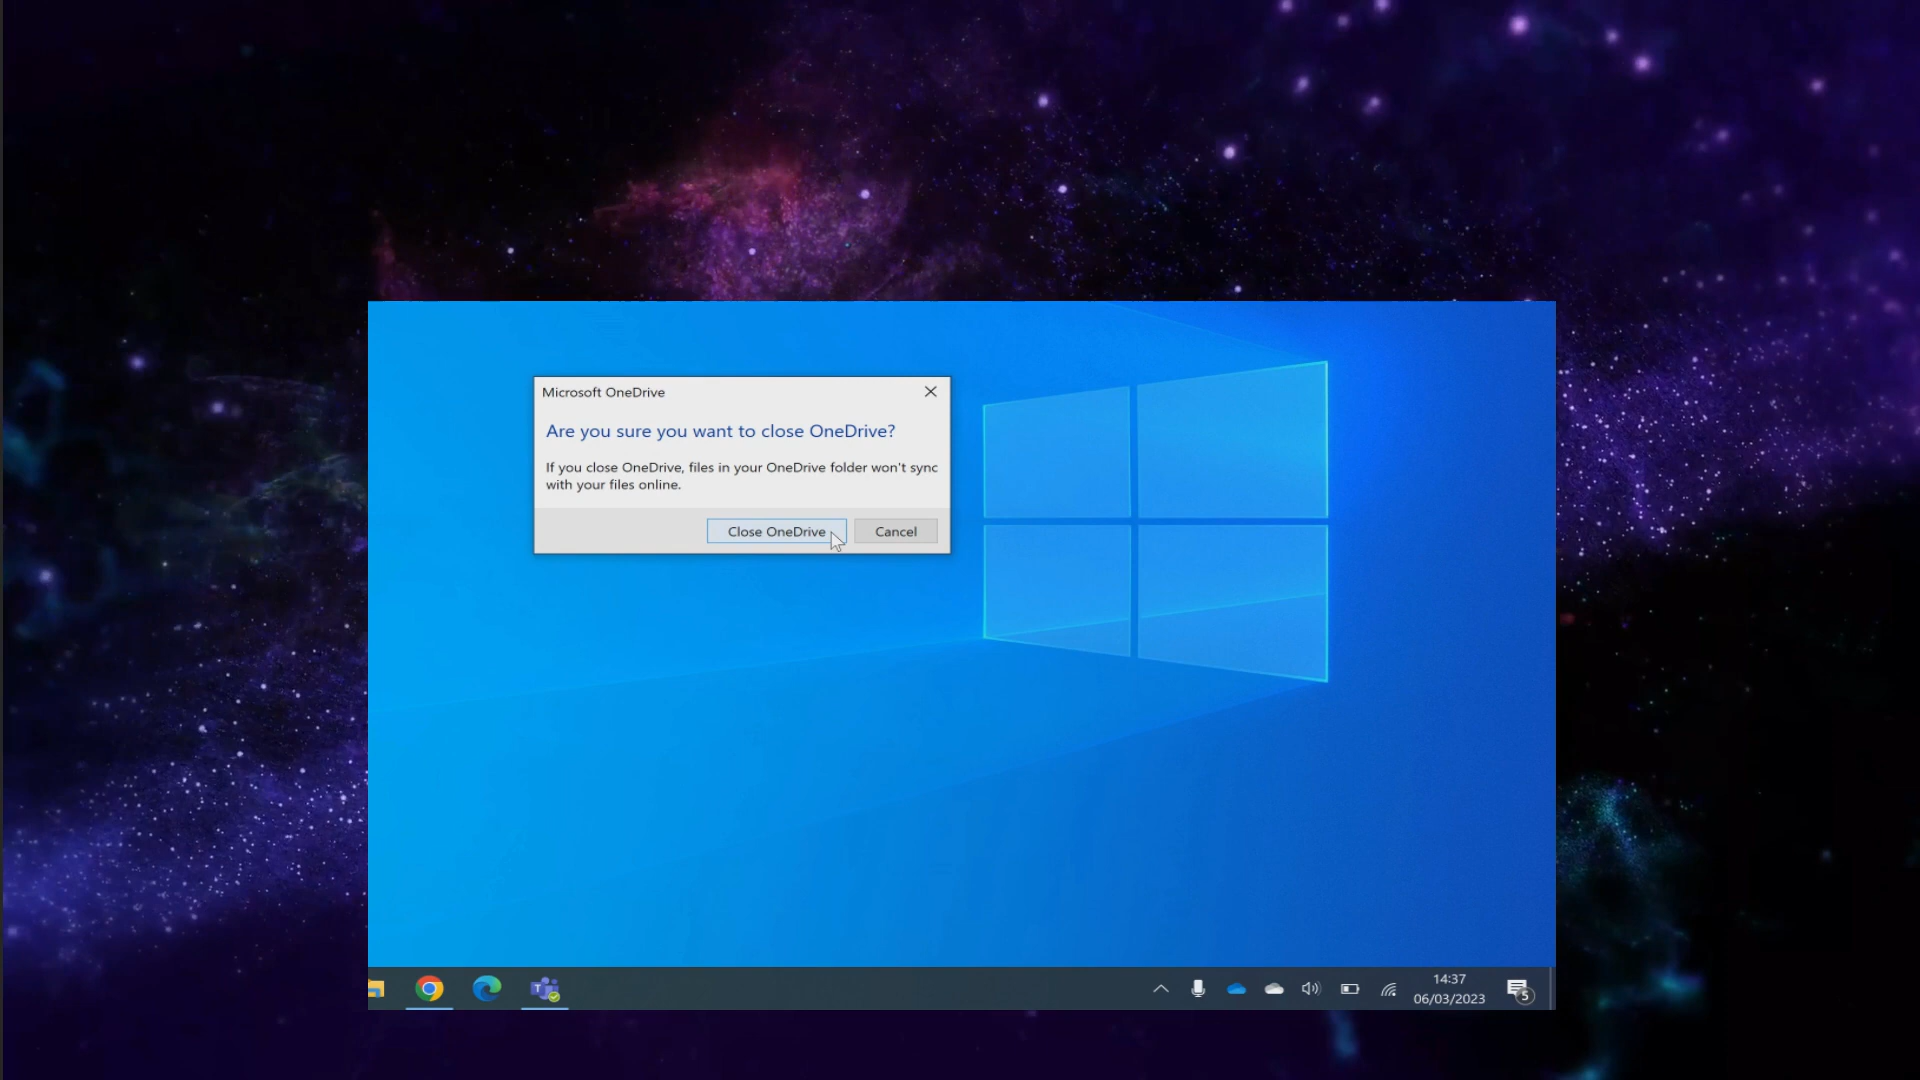 Microsoft OneDrive
Are you sure you want to close OneDrive?
If you close OneDrive, files in your OneDrive folder won't sync
with your files online.
Close OneDrive
Cancel
T
14:37
06/03/2023
5